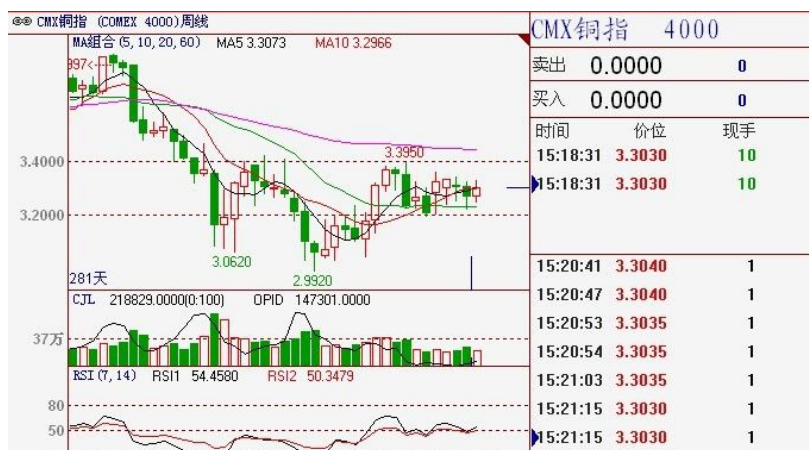 CMX铜指 (COMEX 4000)周线
MA组合(5,10,20,60) MA5 3.3073 MA10 3.2966
997<--
3.3950
3.4000
3.2000
3.0620
2.9920
281天
CJL 218829.0000(0:100) OPID 147301.0000
37万
RSI(7,14) RSI1 54.4580 RSI2 50.3479
80
50
CMX铜指 4000
卖出 0.0000 0
买入 0.0000 0
时间 价位 现手
15:18:31 3.3030 10
15:18:31 3.3030 10
15:20:41 3.3040 1
15:20:47 3.3040 1
15:20:53 3.3035 1
15:20:54 3.3035 1
15:21:03 3.3035 1
15:21:15 3.3030 1
15:21:15 3.3030 1